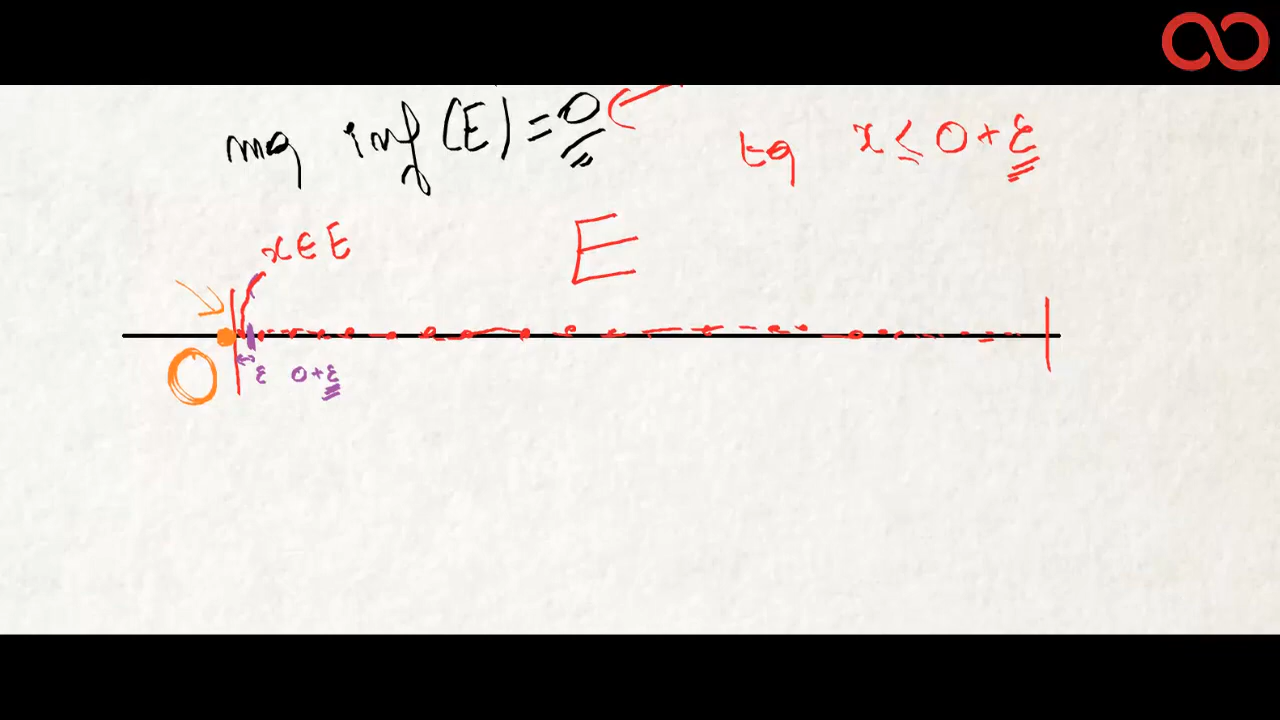 mq inf(E) = 0
tq x ≤ 0 + ε
x ∈ E
E
0
ε 0+ε